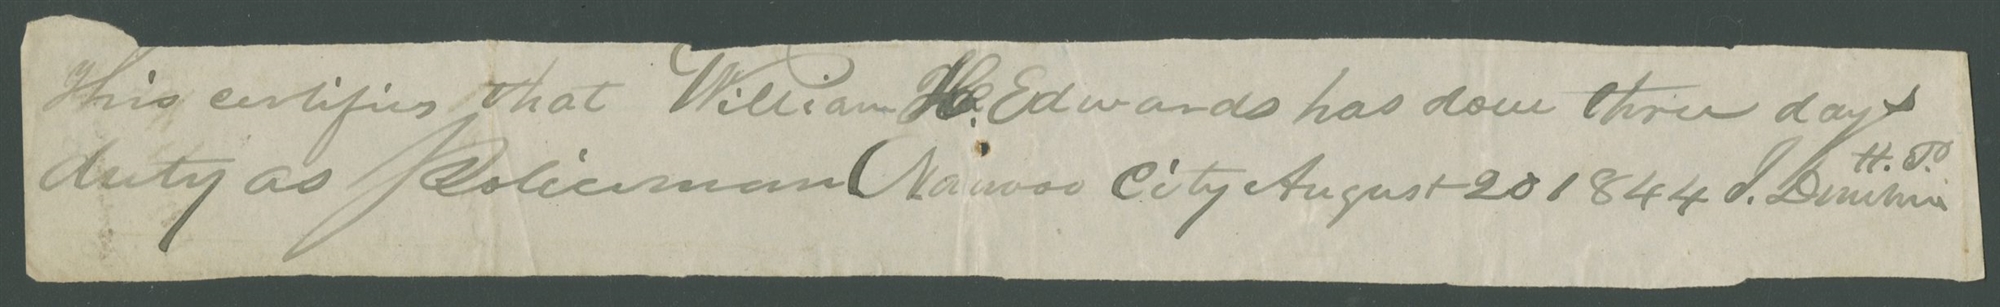 This certifies that William H. Edwards has done three days
duty as Policeman Nauvoo City August 20 1844 J.
H. P.